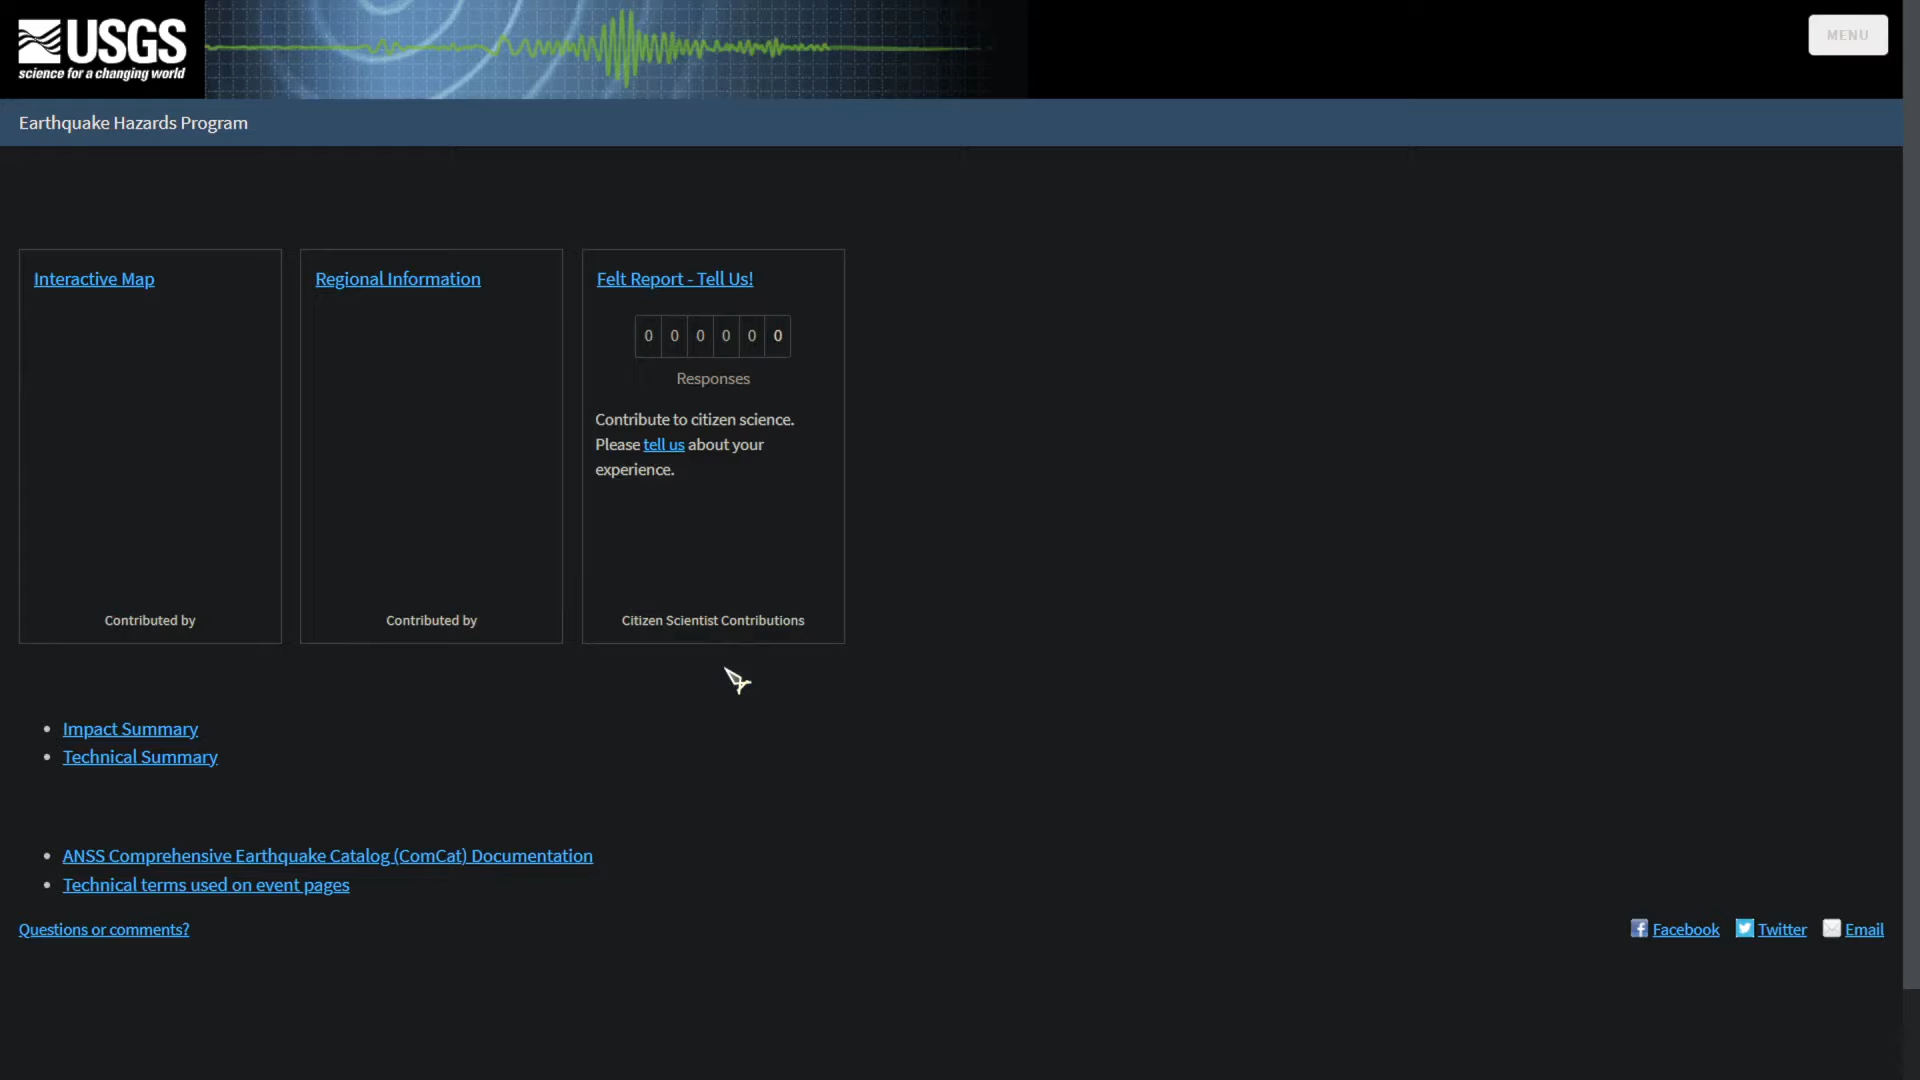 USGS
science for a changing world
MENU
Earthquake Hazards Program
Interactive Map
Contributed by
Regional Information
Contributed by
Felt Report - Tell Us!
0 0 0 0 0 0
Responses
Contribute to citizen science.
Please tell us about your
experience.
Citizen Scientist Contributions
Impact Summary
Technical Summary
ANSS Comprehensive Earthquake Catalog (ComCat) Documentation
Technical terms used on event pages
Questions or comments?
Facebook Twitter Email